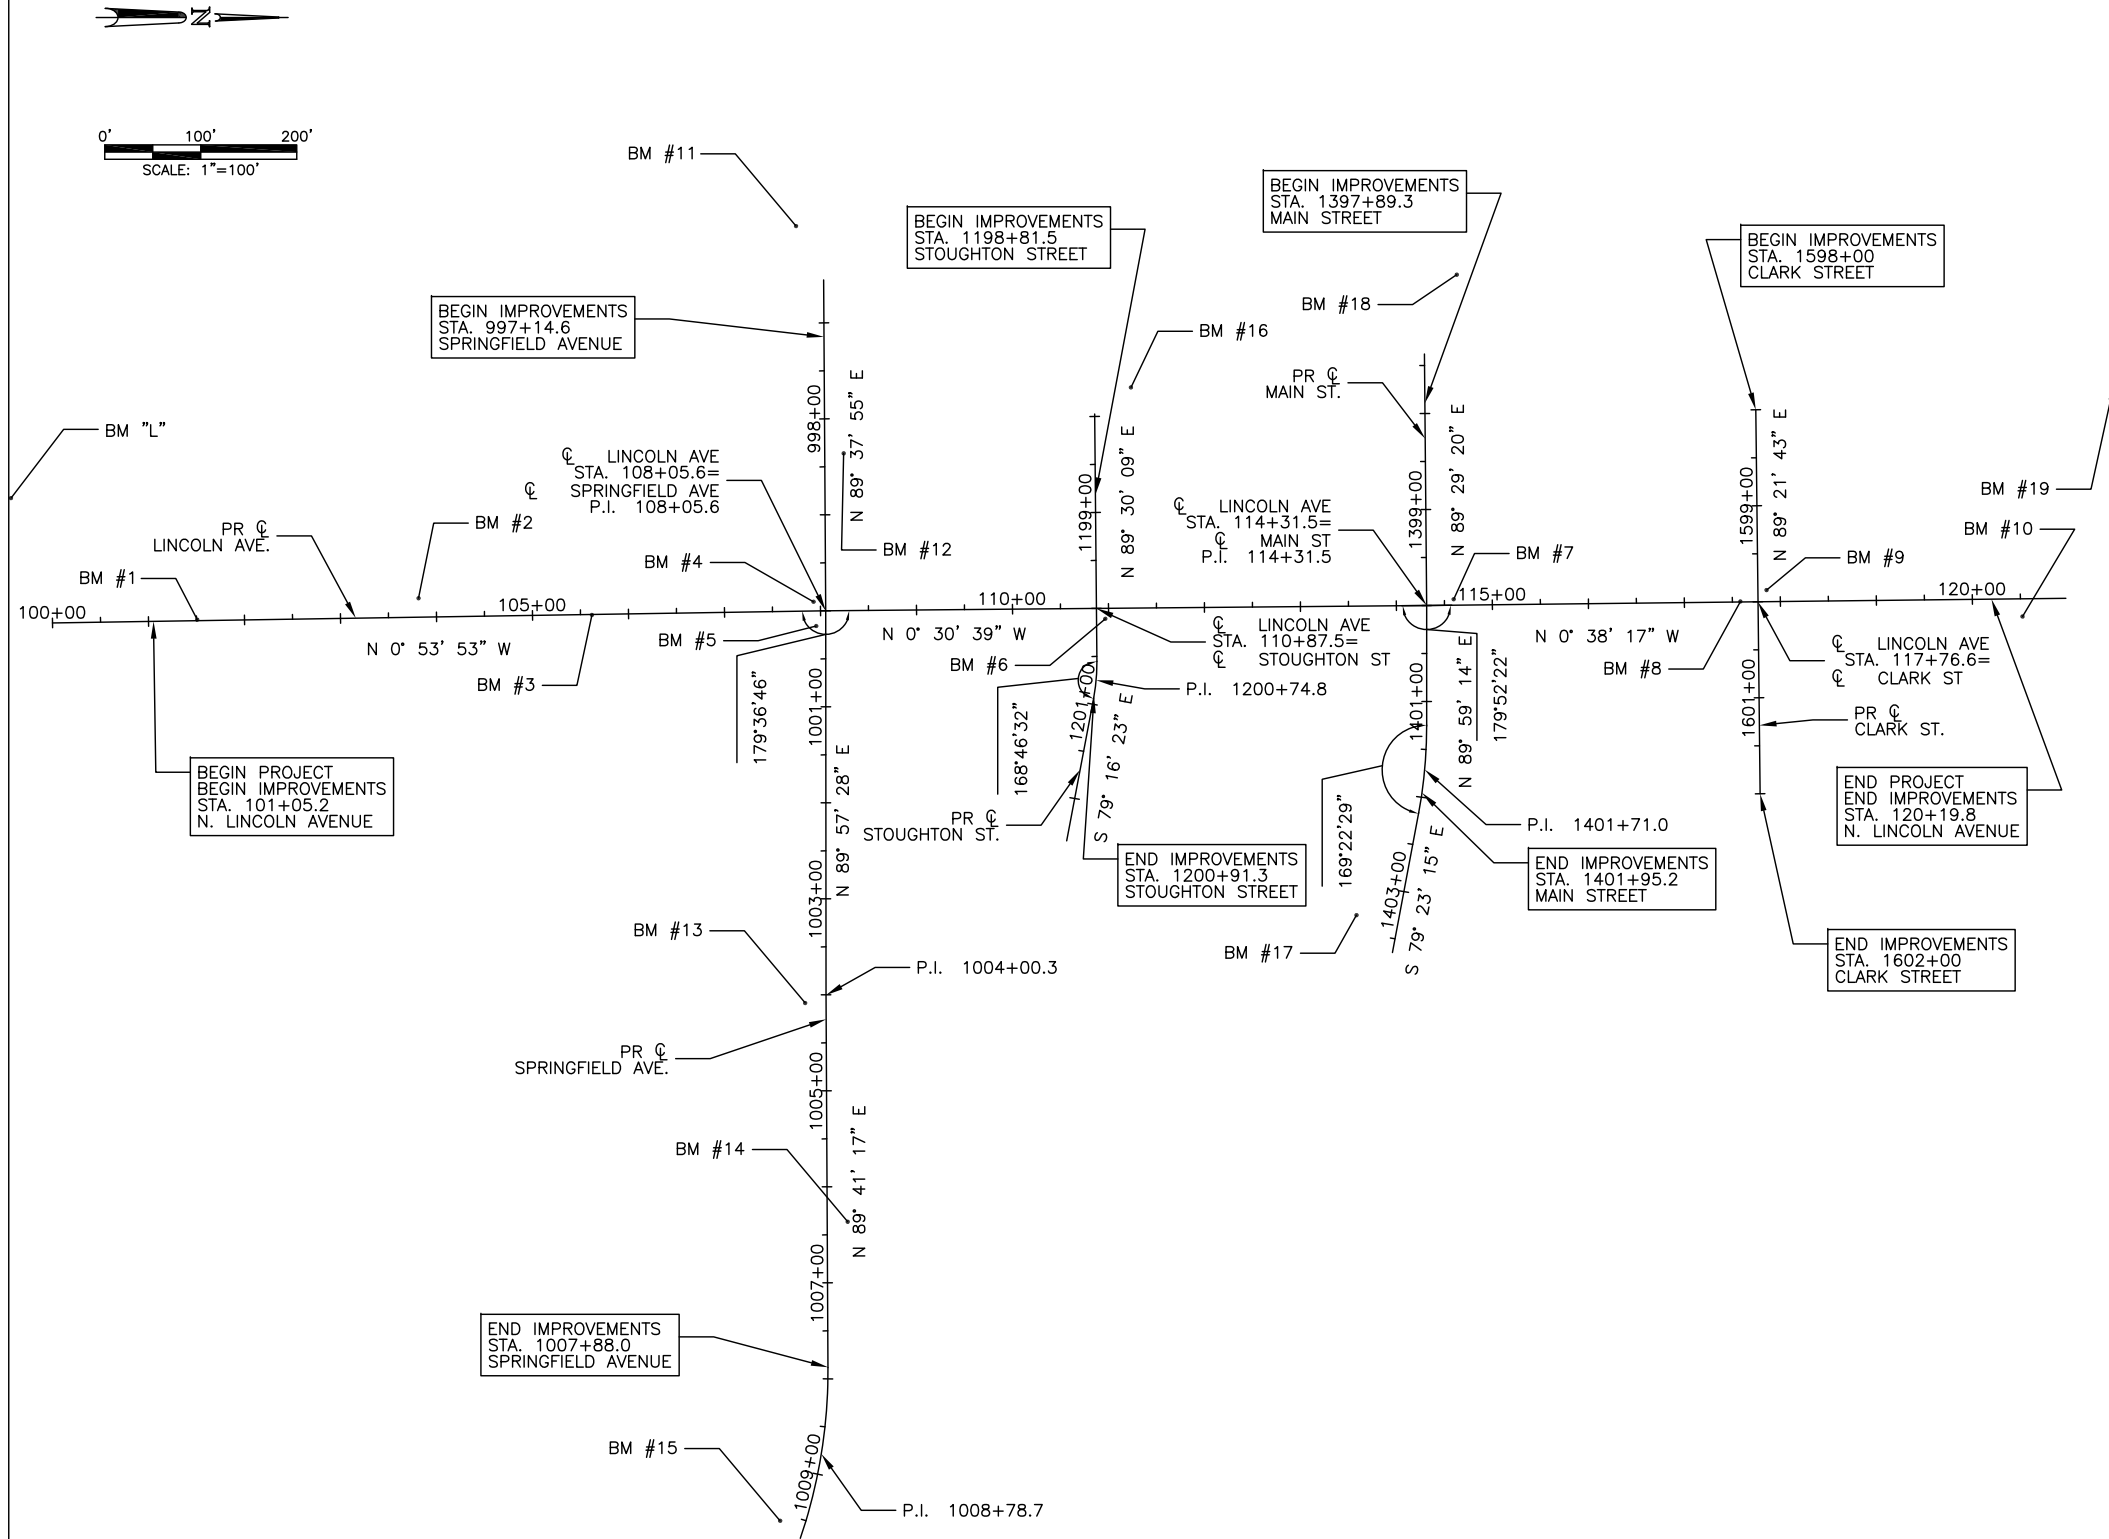 N
0' 100' 200'
SCALE: 1"=100'
BM #11
BEGIN IMPROVEMENTS
STA. 1397+89.3
MAIN STREET
BEGIN IMPROVEMENTS
STA. 1198+81.5
STOUGHTON STREET
BEGIN IMPROVEMENTS
STA. 1598+00
CLARK STREET
BM #18
BEGIN IMPROVEMENTS
STA. 997+14.6
SPRINGFIELD AVENUE
BM #16
PR ℄
MAIN ST.
BM "L"
998+00
N 89° 37' 55" E
1199+00
N 89° 30' 09" E
1399+00
N 89° 29' 20" E
1599+00
N 89° 21' 43" E
℄ LINCOLN AVE
STA. 108+05.6=
℄ SPRINGFIELD AVE
P.I. 108+05.6
BM #2
PR ℄
LINCOLN AVE.
BM #12
℄ LINCOLN AVE
STA. 114+31.5=
℄ MAIN ST
P.I. 114+31.5
BM #19
BM #10
BM #1
BM #4
BM #7
BM #9
100+00
105+00
110+00
115+00
120+00
N 0° 53' 53" W
BM #5
N 0° 30' 39" W
N 0° 38' 17" W
BM #3
BM #6
℄ LINCOLN AVE
STA. 110+87.5=
℄ STOUGHTON ST
P.I. 1200+74.8
BM #8
℄ LINCOLN AVE
STA. 117+76.6=
℄ CLARK ST
179°36'46"
1001+00
168°46'32"
1201+00
S 79° 16' 23" E
1401+00
N 89° 59' 14" E
179°52'22"
1601+00
PR ℄
CLARK ST.
BEGIN PROJECT
BEGIN IMPROVEMENTS
STA. 101+05.2
N. LINCOLN AVENUE
N 89° 57' 28" E
PR ℄
STOUGHTON ST.
169°22'29"
P.I. 1401+71.0
END PROJECT
END IMPROVEMENTS
STA. 120+19.8
N. LINCOLN AVENUE
END IMPROVEMENTS
STA. 1200+91.3
STOUGHTON STREET
END IMPROVEMENTS
STA. 1401+95.2
MAIN STREET
1003+00
1403+00
S 79° 23' 15" E
BM #13
BM #17
END IMPROVEMENTS
STA. 1602+00
CLARK STREET
P.I. 1004+00.3
PR ℄
SPRINGFIELD AVE.
1005+00
BM #14
N 89° 41' 17" E
1007+00
END IMPROVEMENTS
STA. 1007+88.0
SPRINGFIELD AVENUE
BM #15
1009+00
P.I. 1008+78.7